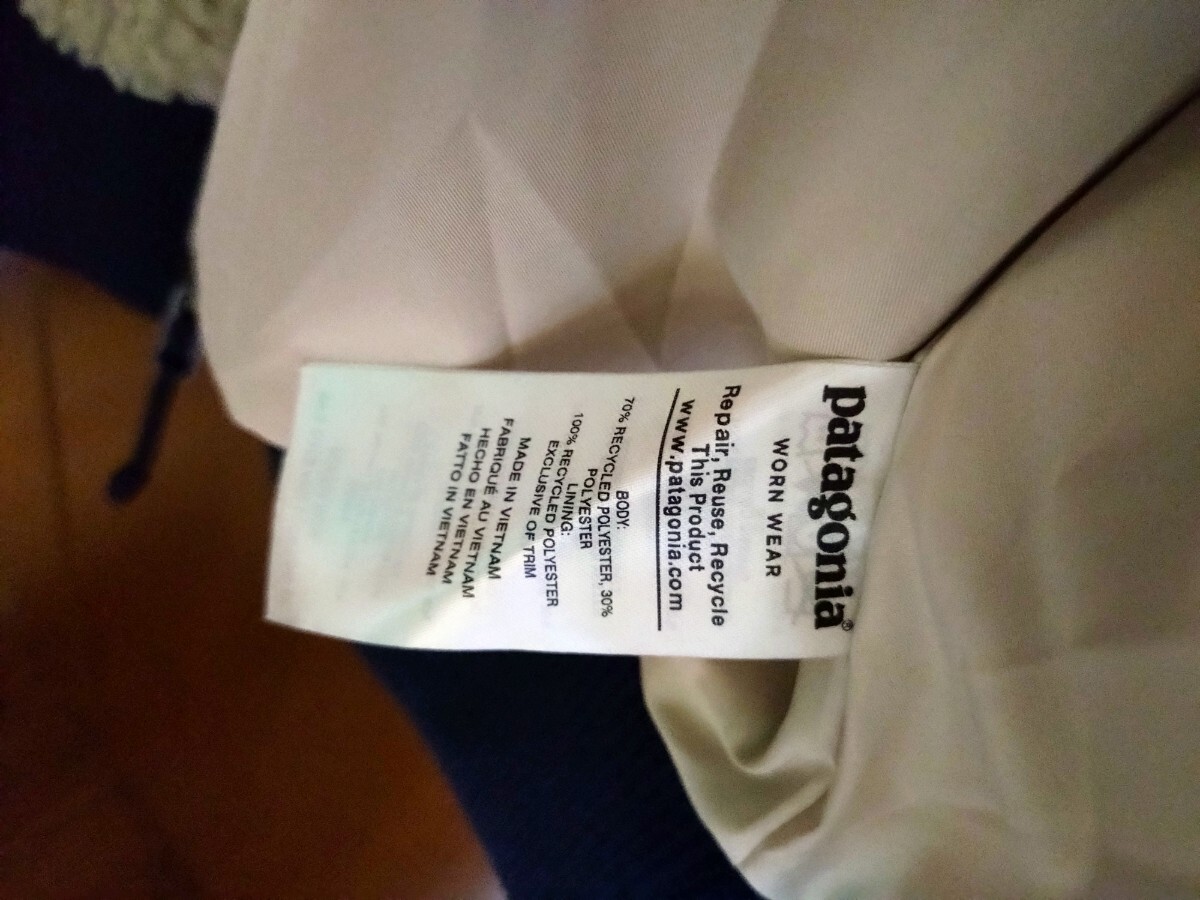 patagonia®
WORN WEAR
Repair, Reuse, Recycle
This Product
www.patagonia.com
BODY:
70% RECYCLED POLYESTER, 30%
POLYESTER
LINING:
100% RECYCLED POLYESTER
EXCLUSIVE OF TRIM
MADE IN VIETNAM
FABRIQUÉ AU VIETNAM
HECHO EN VIETNAM
FATTO IN VIETNAM